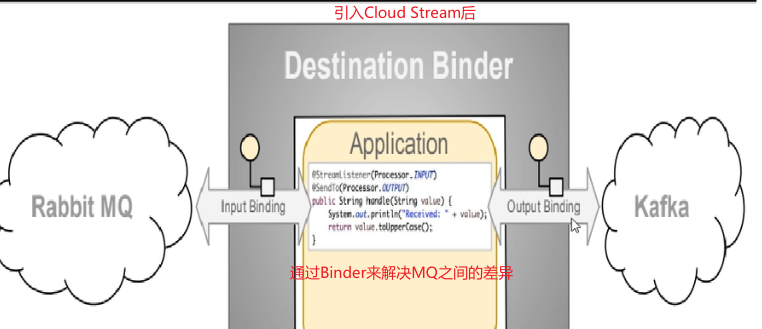 引入Cloud Stream后
Destination Binder
Application
@StreamListener(Processor.INPUT)
@SendTo(Processor.OUTPUT)
public String handle(String value) {
System.out.println("Received: " + value);
return value.toUpperCase();
}
Rabbit MQ
Input Binding
Output Binding
Kafka
通过Binder来解决MQ之间的差异